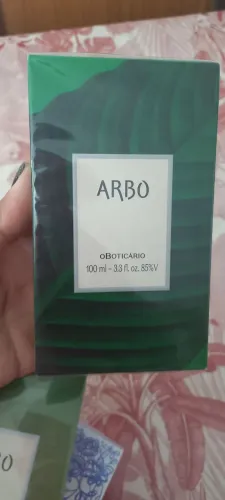 ARBO
oBOTICÁRIO
100 ml - 3.3 fl. oz. 85%V